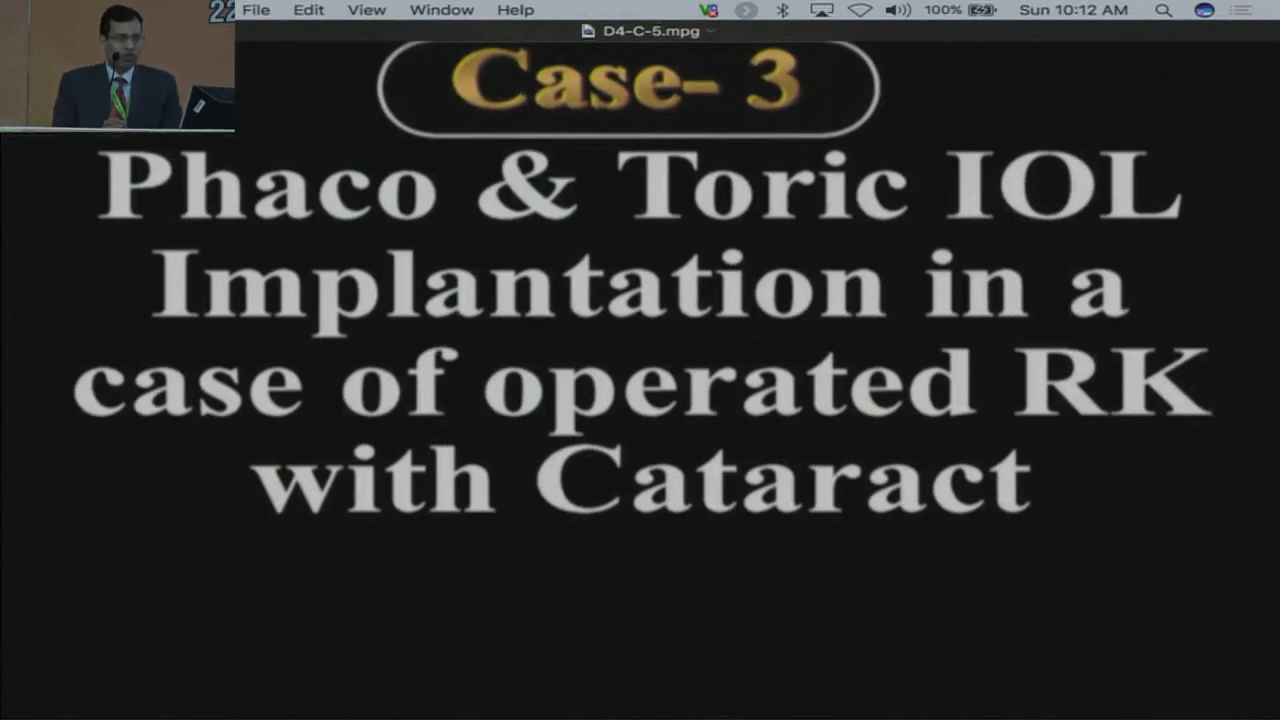 22
File Edit View Window Help 100% Sun 10:12 AM
D4-C-5.mpg
Case- 3
Phaco & Toric IOL
Implantation in a
case of operated RK
with Cataract